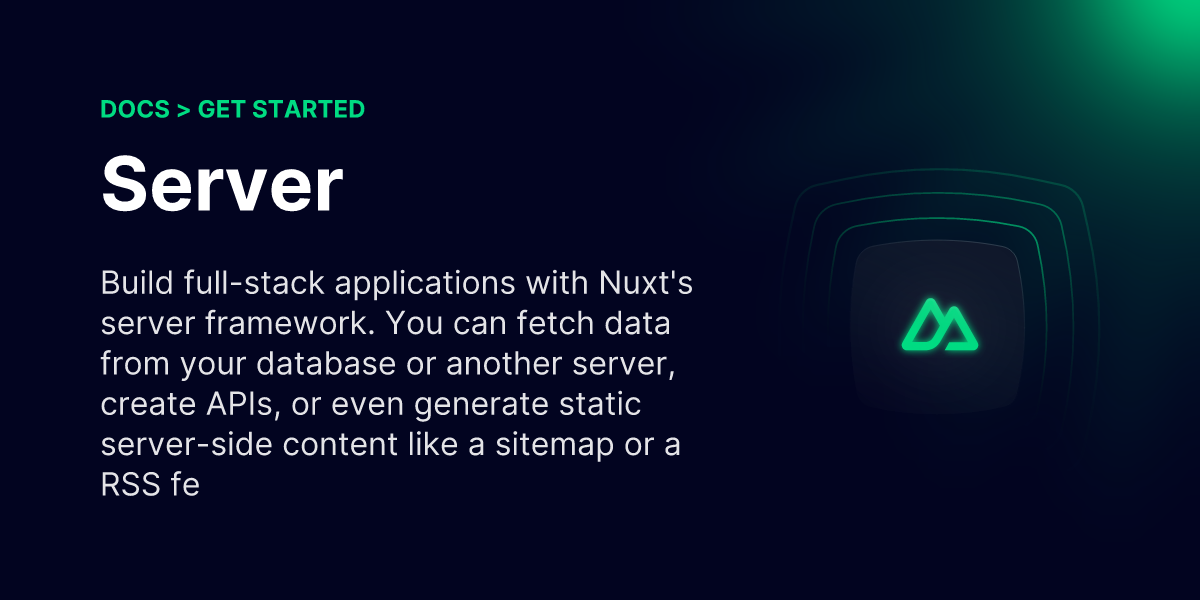 DOCS > GET STARTED
Server
Build full-stack applications with Nuxt's
server framework. You can fetch data
from your database or another server,
create APIs, or even generate static
server-side content like a sitemap or a
RSS fe